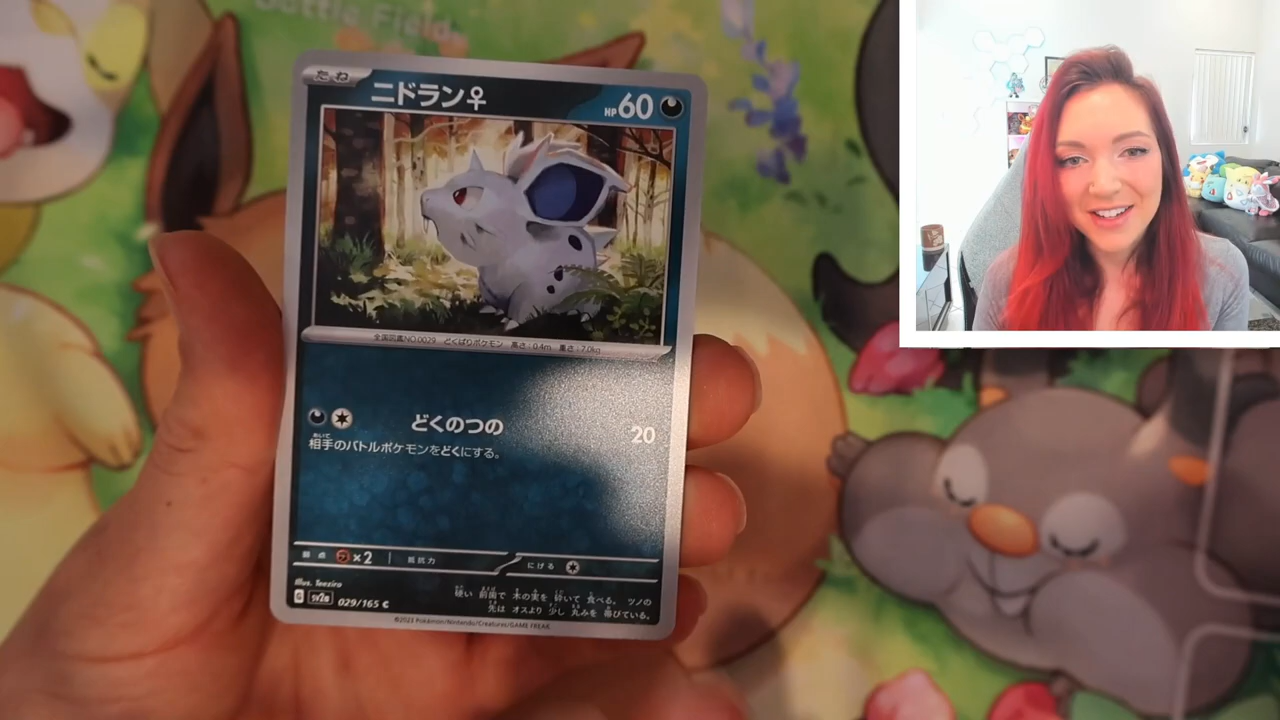 Battle Field
たね
ニドラン♀
HP 60
全国図鑑NO.0029 どくばりポケモン 高さ：0.4m 重さ：7.0kg
どくのつの 20
相手のバトルポケモンをどくにする。
弱点 ×2 抵抗力 にげる
Illus. Teeziro
G sv2a 029/165 C
硬い 前歯で 木の実を 砕いて 食べる。 ツノの
先は オスより 少し 丸みを 帯びている。
©2023 Pokémon/Nintendo/Creatures/GAME FREAK